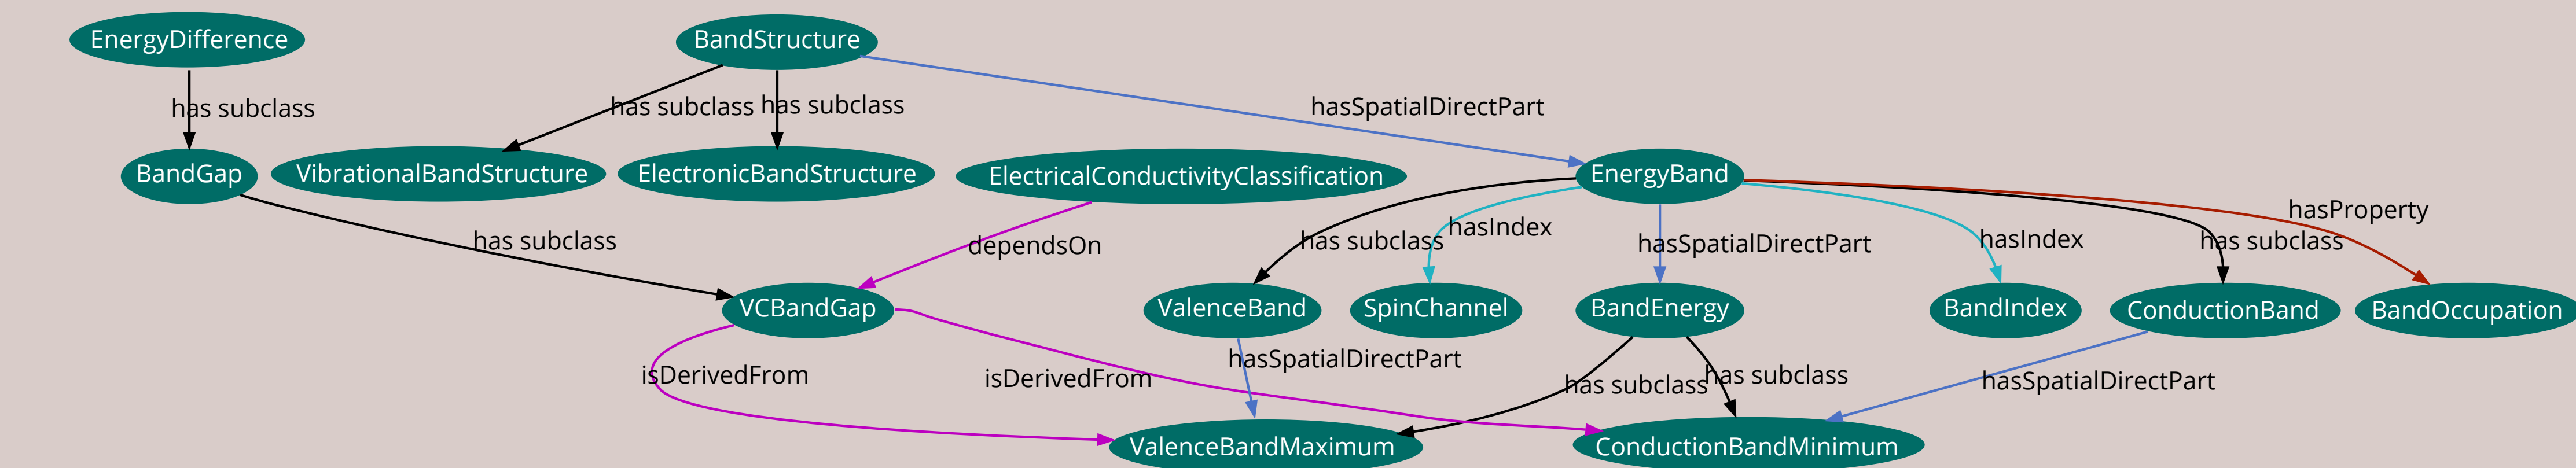 EnergyDifference
BandStructure
has subclass
has subclass
has subclass
hasSpatialDirectPart
BandGap
VibrationalBandStructure
ElectronicBandStructure
ElectricalConductivityClassification
EnergyBand
has subclass
dependsOn
has subclass
hasIndex
hasSpatialDirectPart
hasIndex
has subclass
hasProperty
VCBandGap
ValenceBand
SpinChannel
BandEnergy
BandIndex
ConductionBand
BandOccupation
isDerivedFrom
isDerivedFrom
hasSpatialDirectPart
has subclass
has subclass
hasSpatialDirectPart
ValenceBandMaximum
ConductionBandMinimum